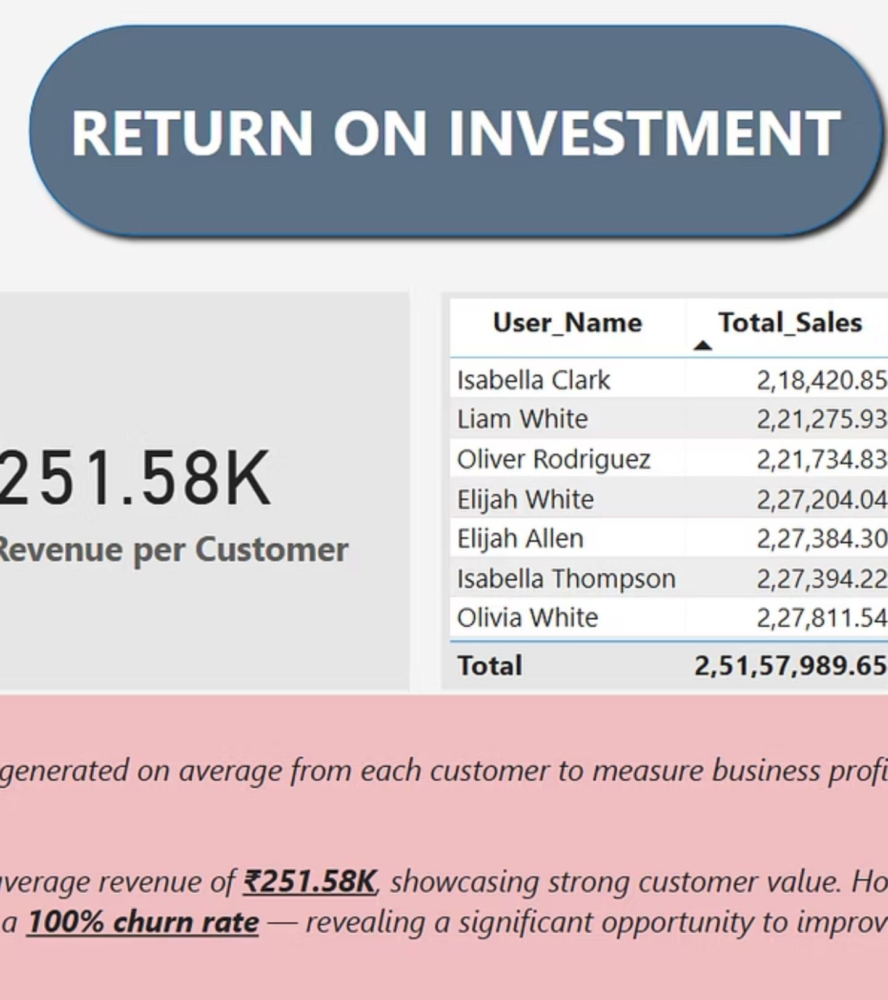 RETURN ON INVESTMENT
251.58K
Revenue per Customer
User_Name Total_Sales
Isabella Clark 2,18,420.85
Liam White 2,21,275.93
Oliver Rodriguez 2,21,734.83
Elijah White 2,27,204.04
Elijah Allen 2,27,384.30
Isabella Thompson 2,27,394.22
Olivia White 2,27,811.54
Total 2,51,57,989.65
generated on average from each customer to measure business
average revenue of ₹251.58K, showcasing strong customer value.
a 100% churn rate — revealing a significant opportunity to